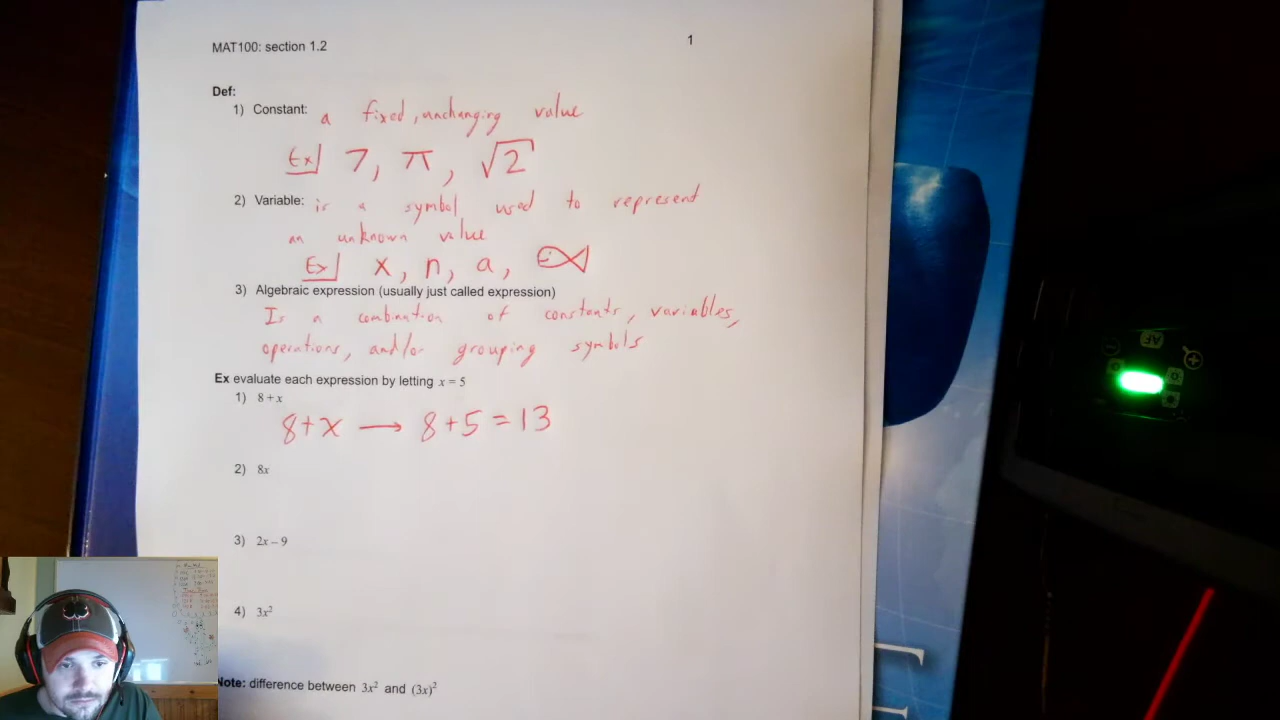 MAT100: section 1.2
1
Def:
1) Constant: a fixed, unchanging value
Ex 7, π, √2
2) Variable: is a symbol used to represent
an unknown value
Ex x, n, a,
3) Algebraic expression (usually just called expression)
Is a combination of constants, variables,
operations, and/or grouping symbols
Ex evaluate each expression by letting x = 5
1) 8 + x
8 + x → 8 + 5 = 13
2) 8x
3) 2x – 9
4) 3x²
Note: difference between 3x² and (3x)²
AF